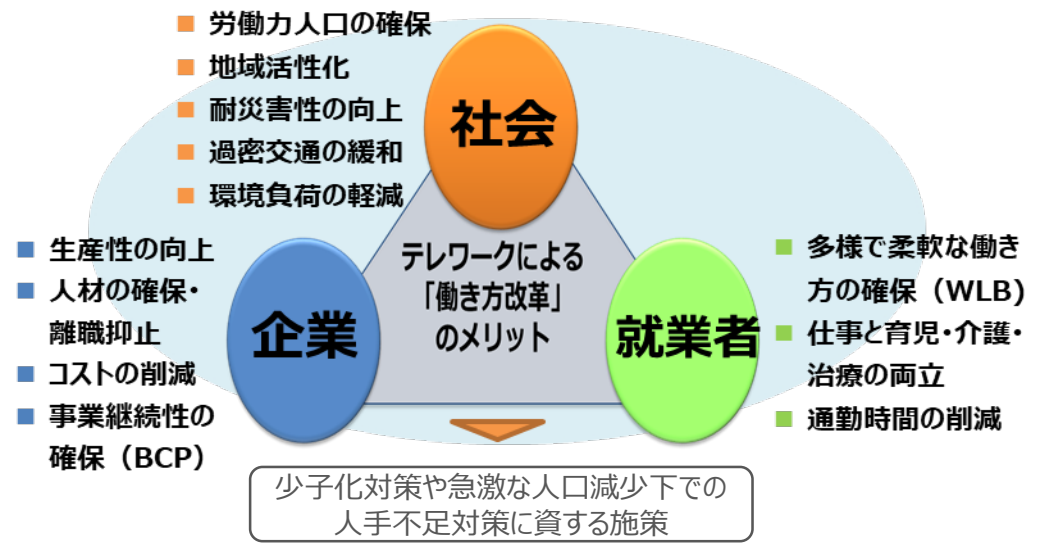 労働力人口の確保
地域活性化
耐災害性の向上
過密交通の緩和
環境負荷の軽減
社会
テレワークによる
「働き方改革」
のメリット
生産性の向上
人材の確保・
離職抑止
コストの削減
事業継続性の
確保（BCP）
企業
就業者
多様で柔軟な働き
方の確保（WLB)
仕事と育児・介護・
治療の両立
通勤時間の削減
少子化対策や急激な人口減少下での
人手不足対策に資する施策